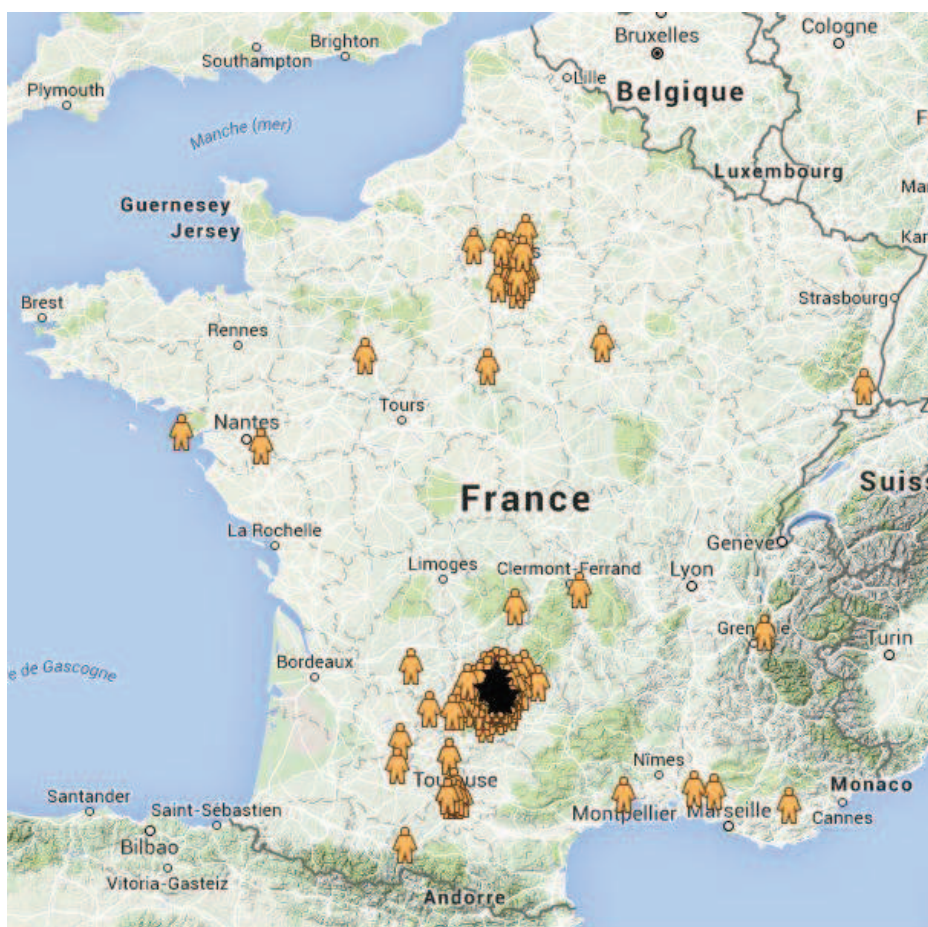 Bruxelles
Cologne
Brighton
Southampton
Lille
Plymouth
Belgique
Manche (mer)
Luxembourg
Guernesey
Jersey
Strasbourg
Brest
Rennes
Tours
Nantes
Suiss
France
La Rochelle
Genève
Limoges
Clermont-Ferrand
Lyon
Turin
Bordeaux
e de Gascogne
Nîmes
Monaco
Santander
Saint-Sébastien
Montpellier
Marseille
Cannes
Bilbao
Vitoria-Gasteiz
Andorre